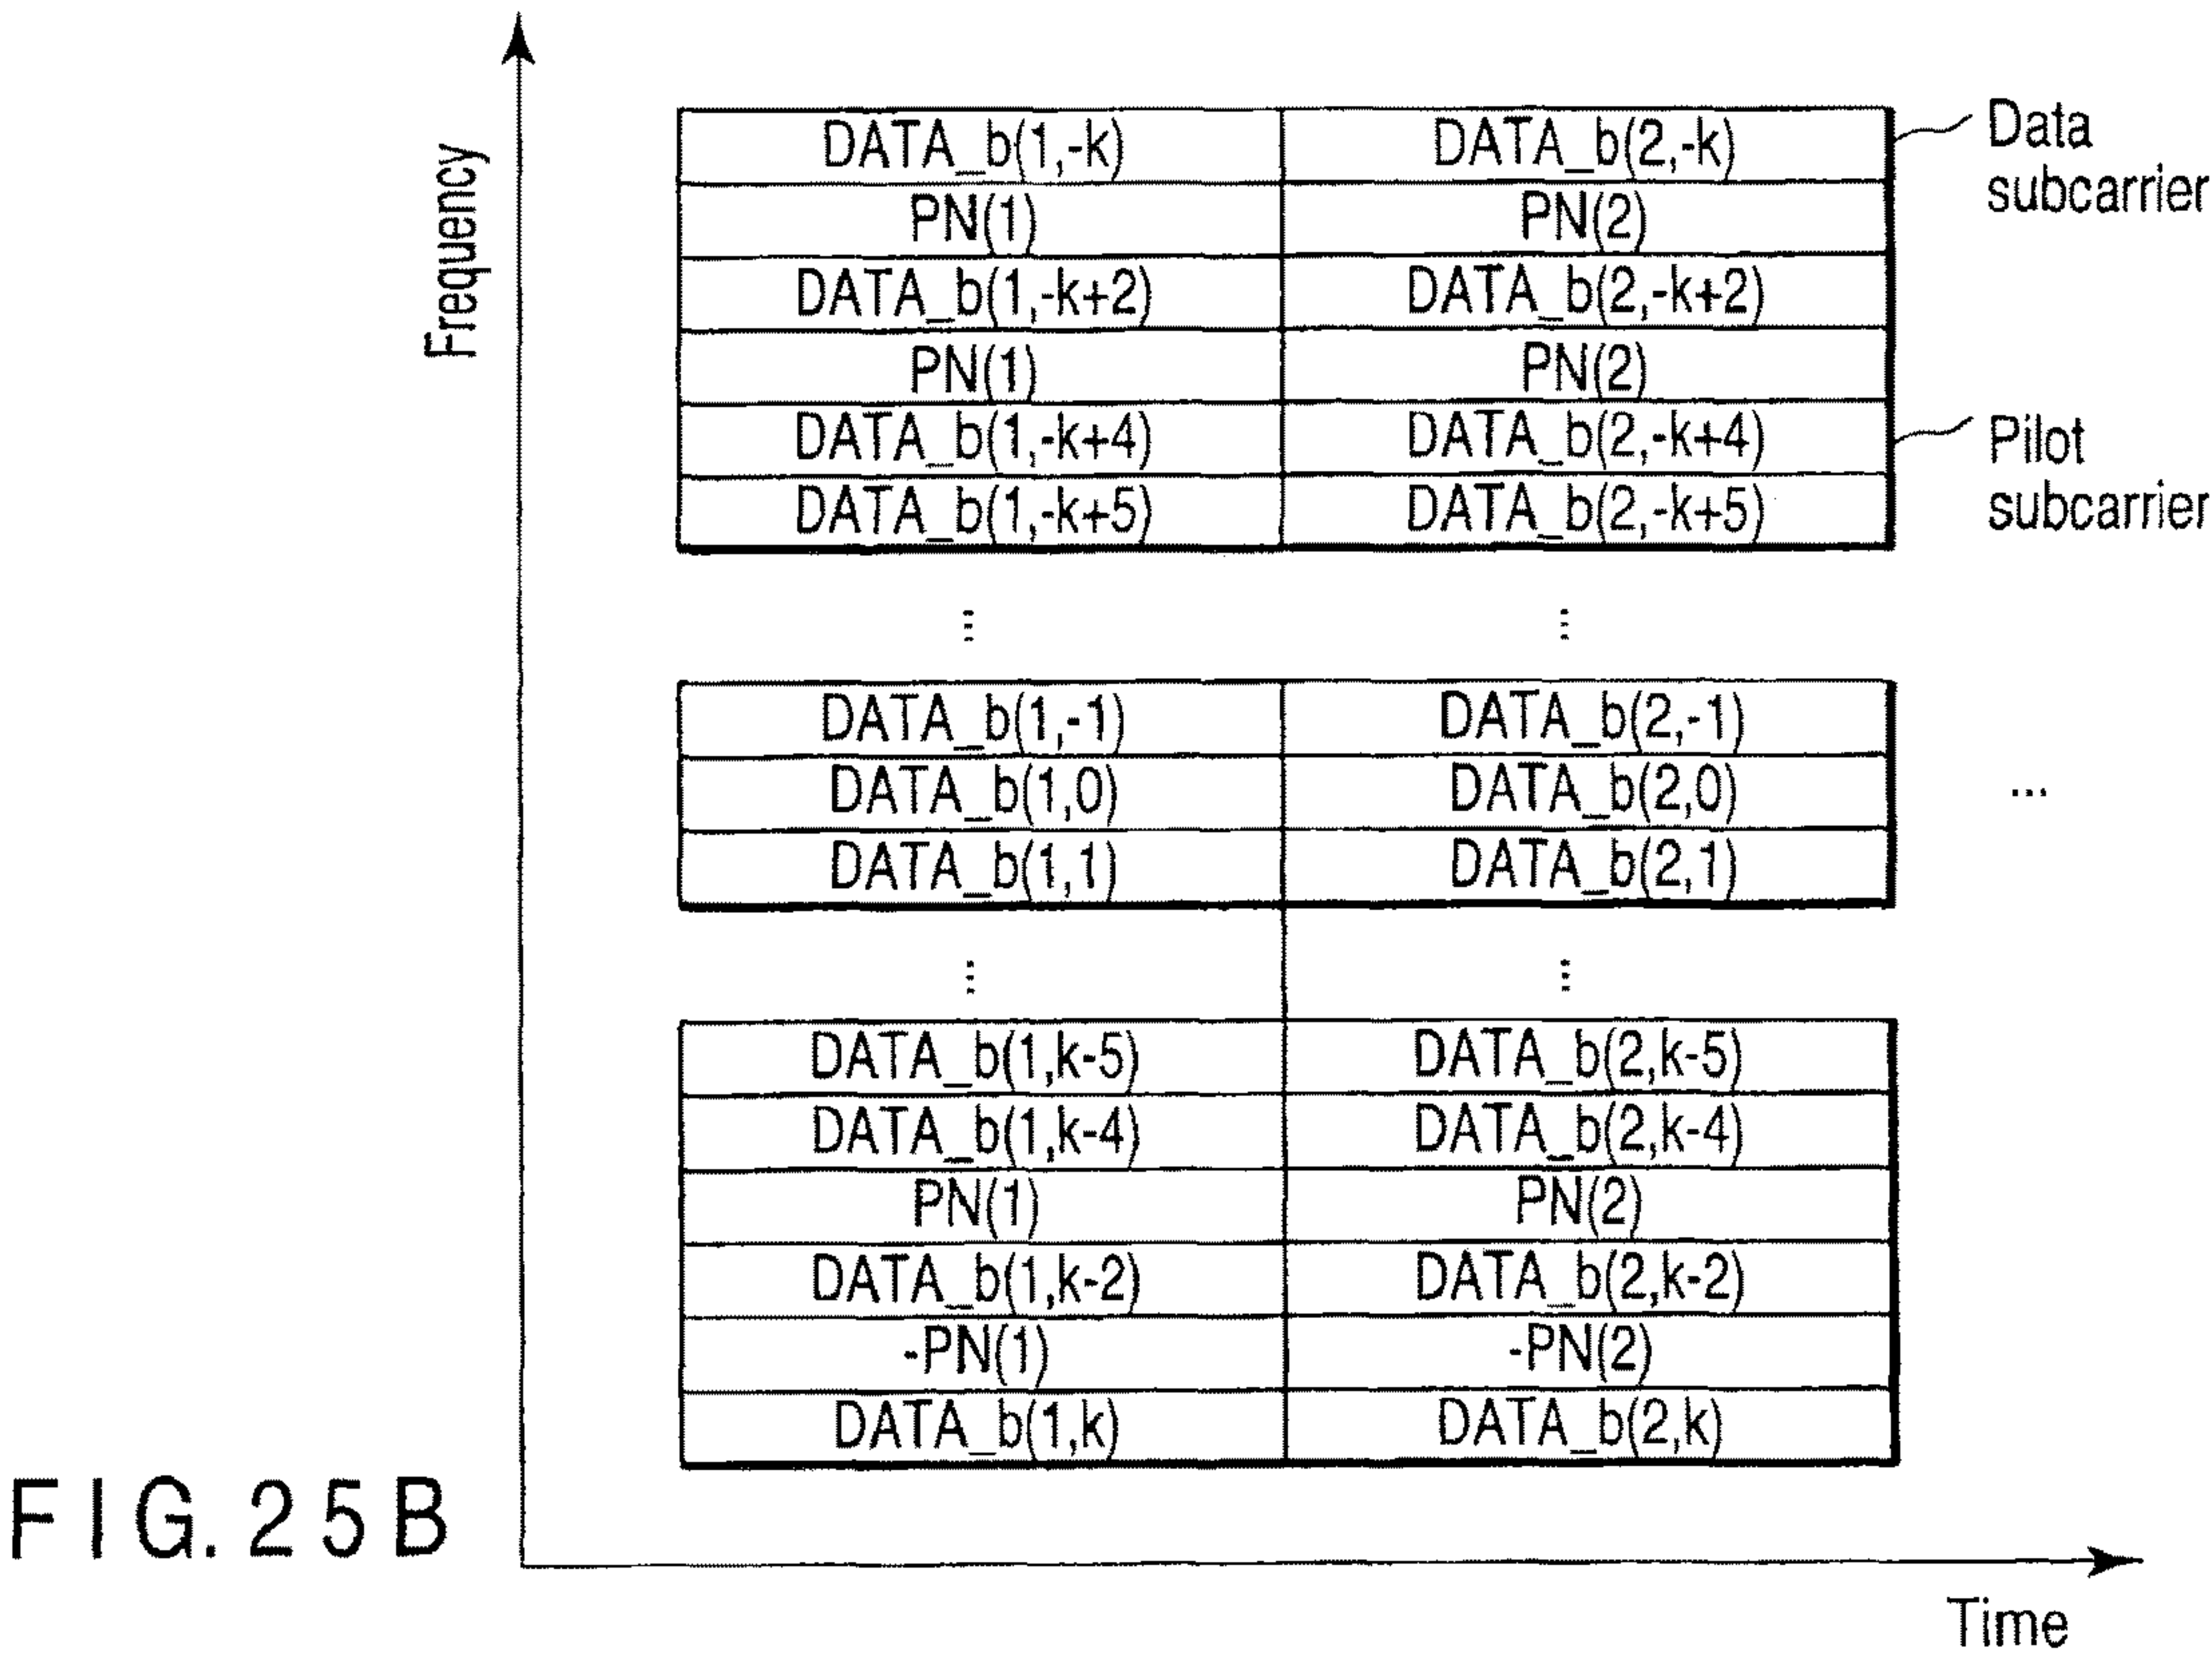 Frequency
DATA_b(1,-k) DATA_b(2,-k)
Data
subcarrier
PN(1) PN(2)
DATA_b(1,-k+2) DATA_b(2,-k+2)
PN(1) PN(2)
DATA_b(1,-k+4) DATA_b(2,-k+4)
Pilot
subcarrier
DATA_b(1,-k+5) DATA_b(2,-k+5)
... ...
DATA_b(1,-1) DATA_b(2,-1)
DATA_b(1,0) DATA_b(2,0) ...
DATA_b(1,1) DATA_b(2,1)
... ...
DATA_b(1,k-5) DATA_b(2,k-5)
DATA_b(1,k-4) DATA_b(2,k-4)
PN(1) PN(2)
DATA_b(1,k-2) DATA_b(2,k-2)
-PN(1) -PN(2)
DATA_b(1,k) DATA_b(2,k)
FIG. 25B
Time